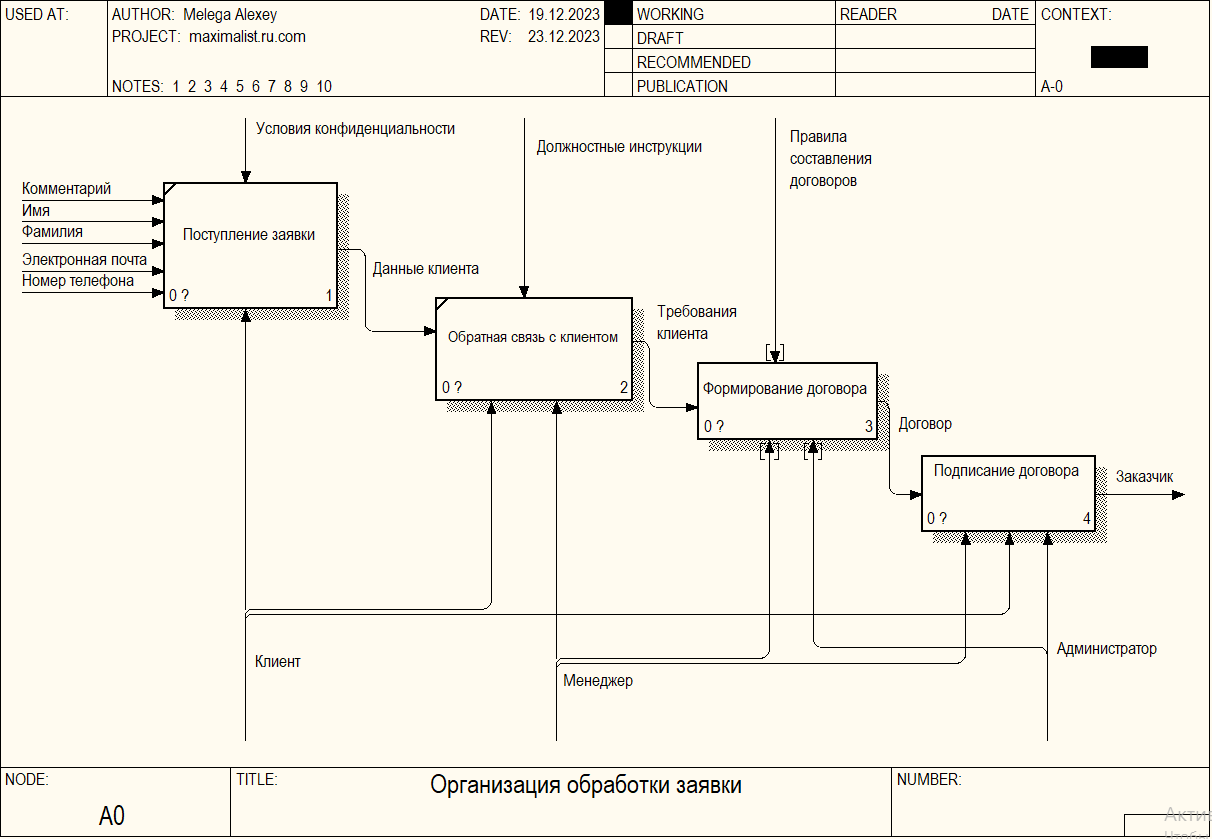 USED AT:
AUTHOR: Melega Alexey
DATE: 19.12.2023
PROJECT: maximalist.ru.com
REV: 23.12.2023
NOTES: 1 2 3 4 5 6 7 8 9 10
WORKING
DRAFT
RECOMMENDED
PUBLICATION
READER
DATE
CONTEXT:
A-0
Условия конфиденциальности
Должностные инструкции
Правила
составления
договоров
Комментарий
Имя
Фамилия
Электронная почта
Номер телефона
Поступление заявки
0 ?
1
Данные клиента
Обратная связь с клиентом
0 ?
2
Требования
клиента
Формирование договора
0 ?
3
Договор
Подписание договора
0 ?
4
Заказчик
Клиент
Менеджер
Администратор
NODE:
A0
TITLE:
Организация обработки заявки
NUMBER: